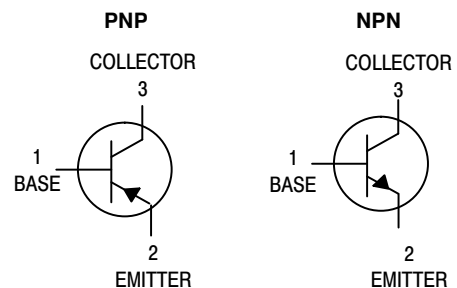 PNP
COLLECTOR
3
1
BASE
2
EMITTER
NPN
COLLECTOR
3
1
BASE
2
EMITTER